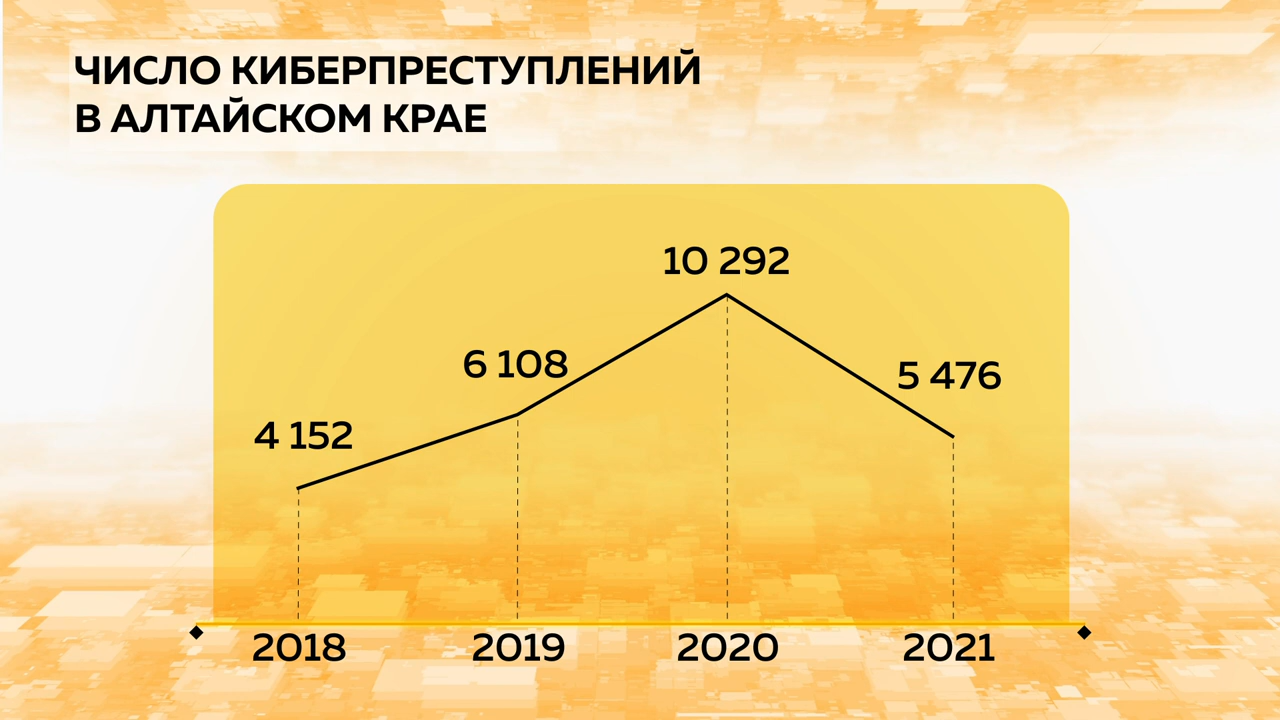 ЧИСЛО КИБЕРПРЕСТУПЛЕНИЙ
В АЛТАЙСКОМ КРАЕ
10 292
6 108
5 476
4 152
2018 2019 2020 2021